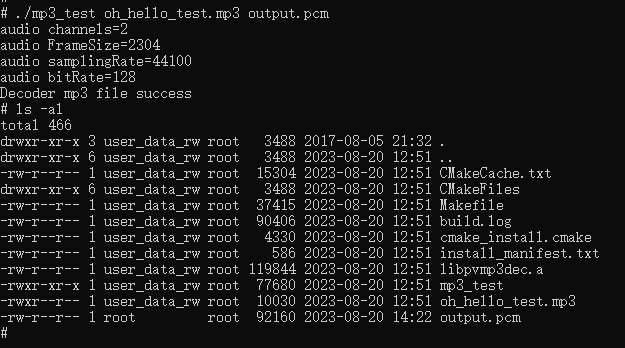 # ./mp3_test oh_hello_test.mp3 output.pcm
audio channels=2
audio FrameSize=2304
audio samplingRate=44100
audio bitRate=128
Decoder mp3 file success
# ls -al
total 466
drwxr-xr-x 3 user_data_rw root 3488 2017-08-05 21:32 .
drwxr-xr-x 6 user_data_rw root 3488 2023-08-20 12:51 ..
-rw-r--r-- 1 user_data_rw root 15304 2023-08-20 12:51 CMakeCache.txt
drwxr-xr-x 6 user_data_rw root 3488 2023-08-20 12:51 CMakeFiles
-rw-r--r-- 1 user_data_rw root 37415 2023-08-20 12:51 Makefile
-rw-r--r-- 1 user_data_rw root 90406 2023-08-20 12:51 build.log
-rw-r--r-- 1 user_data_rw root 4330 2023-08-20 12:51 cmake_install.cmake
-rw-r--r-- 1 user_data_rw root 586 2023-08-20 12:51 install_manifest.txt
-rw-r--r-- 1 user_data_rw root 119844 2023-08-20 12:51 libpvmp3dec.a
-rwxr-xr-x 1 user_data_rw root 77680 2023-08-20 12:51 mp3_test
-rwxr--r-- 1 user_data_rw root 10030 2023-08-20 12:51 oh_hello_test.mp3
-rw-r--r-- 1 root root 92160 2023-08-20 14:22 output.pcm
#